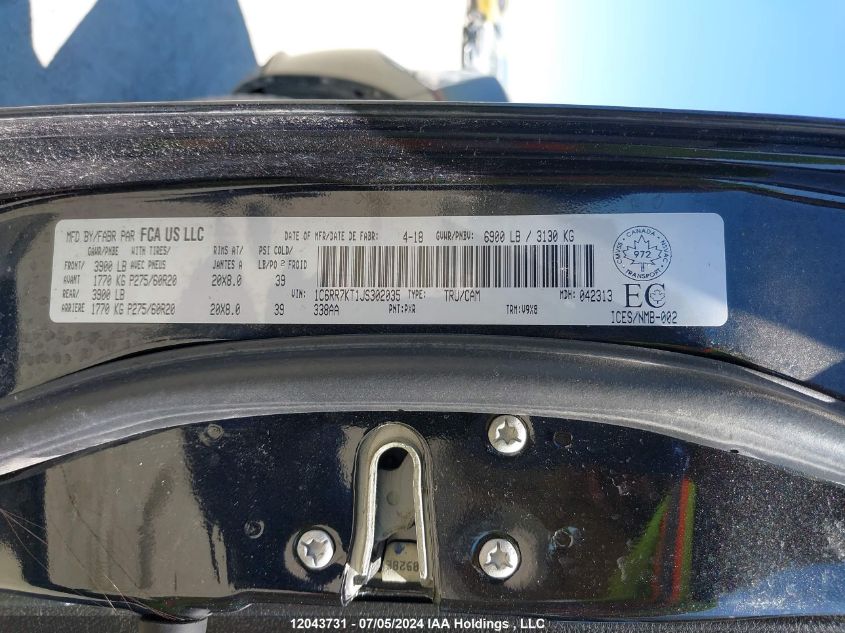 MFD BY/FABR PAR FCA US LLC DATE OF MFR/DATE DE FABR: 4-18 GVWR/PNBV: 6900 LB / 3130 KG
GAWR/PNBE WITH TIRES/ RIMS AT/ PSI COLD/
FRONT/ 3900 LB AVEC PNEUS JANTES A LB/PO² FROID
AVANT 1770 KG P275/60R20 20X8.0 39
REAR/ 3900 LB VIN: 1C6RR7KT1JS302035 TYPE: TRU/CAM MDH: 042313
ARRIERE 1770 KG P275/60R20 20X8.0 39 338AA PNT:PXR TRM:V9X8
CMVSS CANADA NSVAC
972
EC
ICES/NMB-002
12043731 - 07/05/2024 IAA Holdings , LLC